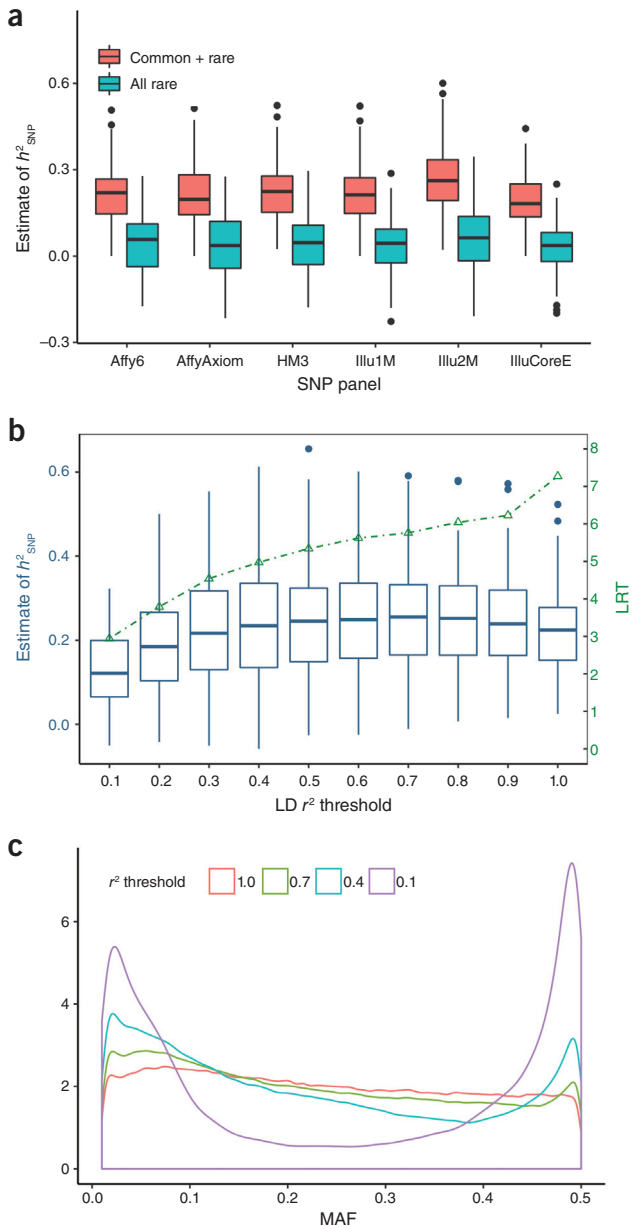 a
Common + rare
All rare
Estimate of h²SNP
0.6
0.3
0.0
−0.3
Affy6 AffyAxiom HM3 Illu1M Illu2M IlluCoreE
SNP panel
b
Estimate of h²SNP
0.6
0.4
0.2
0.0
8
7
6
5
4
3
2
1
0
LRT
0.1 0.2 0.3 0.4 0.5 0.6 0.7 0.8 0.9 1.0
LD r² threshold
c
r² threshold 1.0 0.7 0.4 0.1
6
4
2
0
0.0 0.1 0.2 0.3 0.4 0.5
MAF